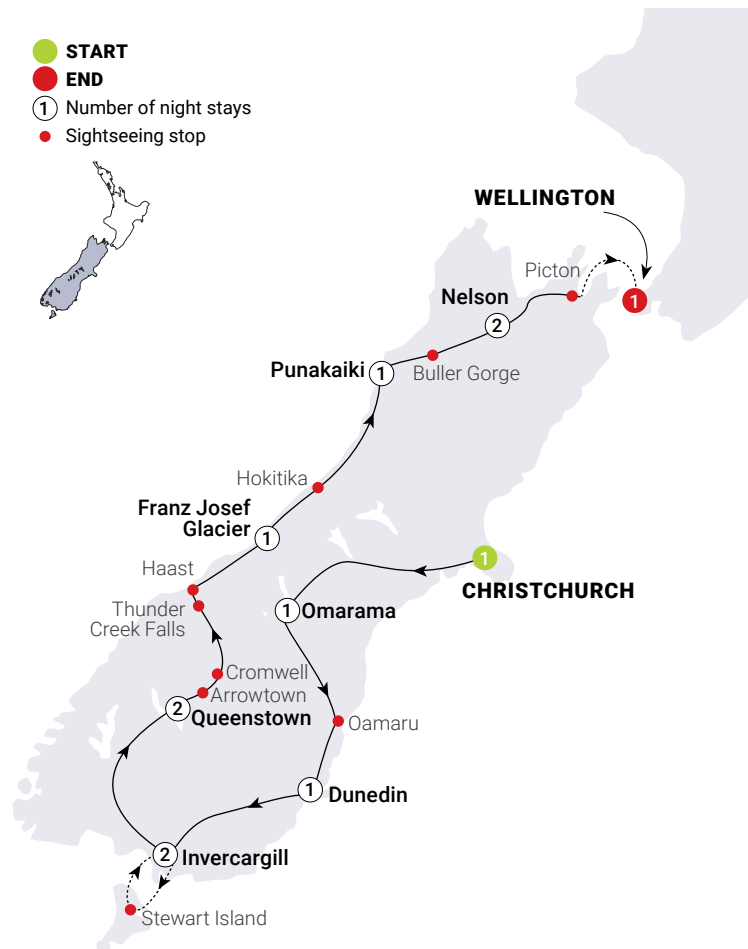 START
END
1 Number of night stays
Sightseeing stop
WELLINGTON
Picton
1
Nelson
2
Punakaiki
1
Buller Gorge
Hokitika
Franz Josef
Glacier
1
Haast
1
CHRISTCHURCH
Thunder
Creek Falls
1
Omarama
Cromwell
Arrowtown
2
Queenstown
Oamaru
1
Dunedin
2
Invercargill
Stewart Island